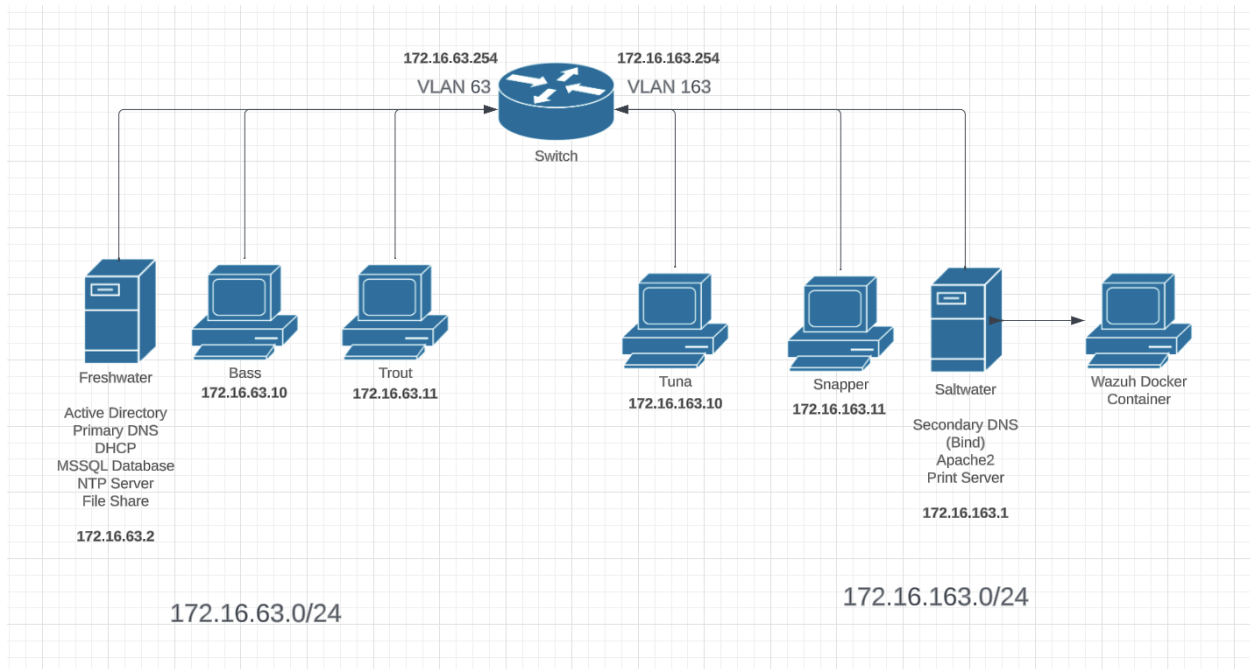 172.16.63.254
VLAN 63
172.16.163.254
VLAN 163
Switch
Freshwater
Active Directory
Primary DNS
DHCP
MSSQL Database
NTP Server
File Share
172.16.63.2
Bass
172.16.63.10
Trout
172.16.63.11
Tuna
172.16.163.10
Snapper
172.16.163.11
Saltwater
Secondary DNS
(Bind)
Apache2
Print Server
172.16.163.1
Wazuh Docker
Container
172.16.63.0/24
172.16.163.0/24